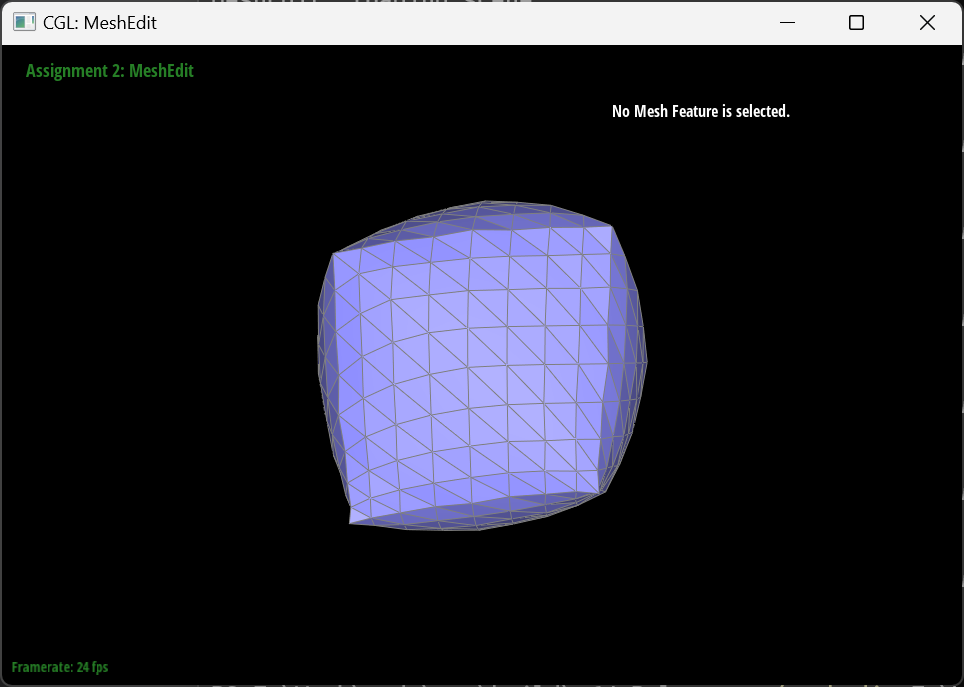 CGL: MeshEdit
Assignment 2: MeshEdit
No Mesh Feature is selected.
Framerate: 24 fps